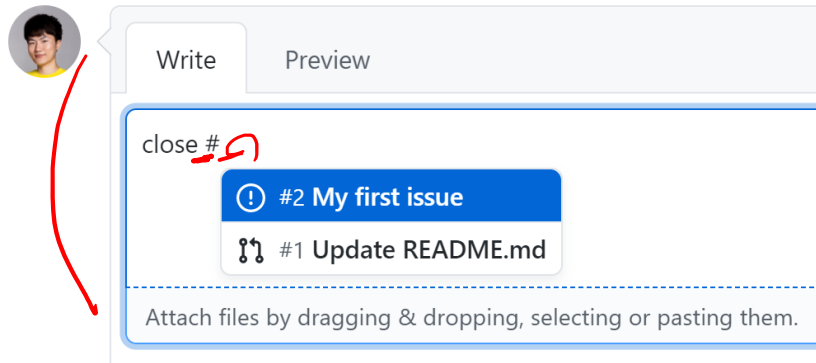 Write
Preview
close #
#2 My first issue
#1 Update README.md
Attach files by dragging & dropping, selecting or pasting them.